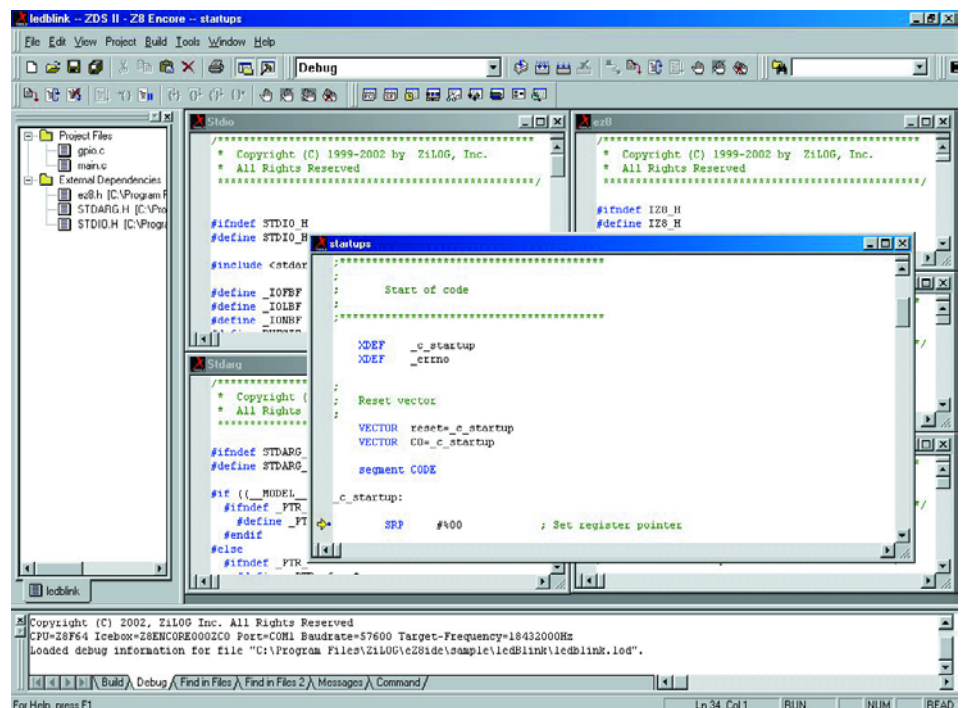 ledblink -- ZDS II - Z8 Encore -- startups
File Edit View Project Build Tools Window Help
Debug
Project Files
gpio.c
main.c
External Dependencies
ez8.h (C:\Program F
STDARG.H (C:\Pro
STDIO.H (C:\Progra
ledblink
Stdio
/*********************************************
* Copyright (C) 1999-2002 by ZiLOG, Inc.
* All Rights Reserved
*********************************************/
#ifndef STDIO_H
#define STDIO_H
#include <stdar
#define _IOFBF
#define _IOLBF
#define _IONBF
ez8
/*********************************************
* Copyright (C) 1999-2002 by ZiLOG, Inc.
* All Rights Reserved
*********************************************/
#ifndef IZ8_H
#define IZ8_H
Stdarg
/************
* Copyright (
* All Rights
************
#ifndef STDARG_
#define STDARG_
#if ((__MODEL__
#ifndef _PTR_
#define _PT
#endif
#else
#ifndef _PTR_
startups
;*****************************************
;
; Start of code
;
;*****************************************
XDEF _c_startup
XDEF _errno
;
; Reset vector
;
VECTOR reset=_c_startup
VECTOR C0=_c_startup
segment CODE
_c_startup:
SRP #%00 ; Set register pointer
Copyright (C) 2002, ZiLOG Inc. All Rights Reserved
CPU=Z8F64 Icebox=Z8ENCORE000ZCO Port=COM1 Baudrate=57600 Target-Frequency=18432000Hz
Loaded debug information for file "C:\Program Files\ZiLOG\eZ8ide\sample\ledBlink\ledblink.lod".
Build Debug Find in Files Find in Files 2 Messages Command
For Help, press F1 Ln 34, Col 1 RUN NUM READ